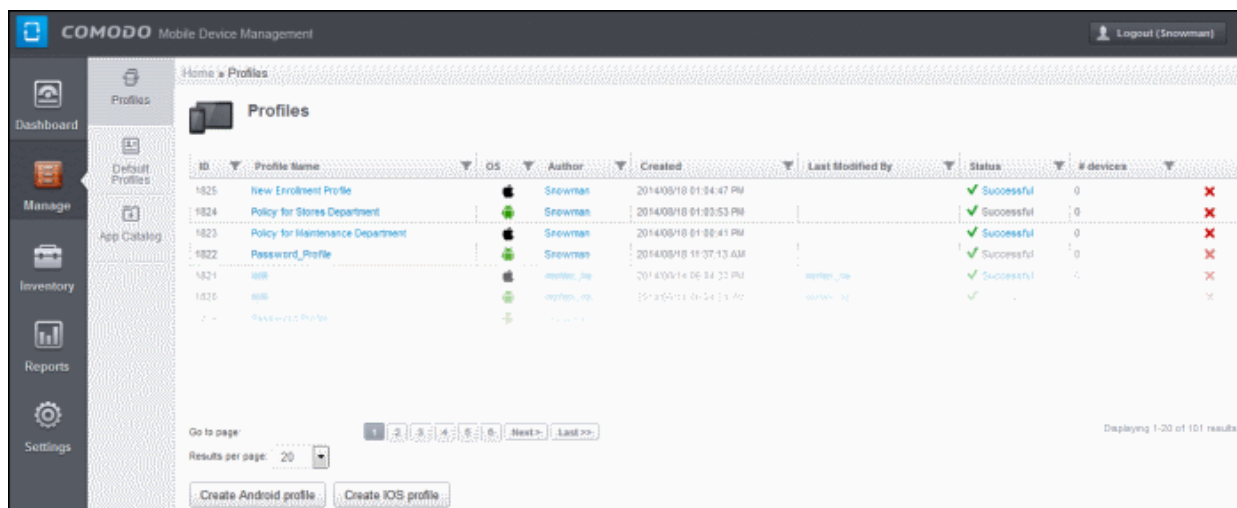 COMODO Mobile Device Management
Logout (Snowman)
Dashboard
Manage
Inventory
Reports
Settings
Profiles
Default Profiles
App Catalog
Home » Profiles
Profiles
ID Profile Name OS Author Created Last Modified By Status # devices
1825 New Enrollment Profile Snowman 2014/08/18 01:04:47 PM Successful 0
1824 Policy for Stores Department Snowman 2014/08/18 01:03:53 PM Successful 0
1823 Policy for Maintenance Department Snowman 2014/08/18 01:00:41 PM Successful 0
1822 Password_Profile Snowman 2014/08/18 11:37:13 AM Successful 0
1821 Successful
1820
Password Profile
Go to page: 1 2 3 4 5 6 Next > Last >>
Displaying 1-20 of 101 results
Results per page: 20
Create Android profile Create IOS profile